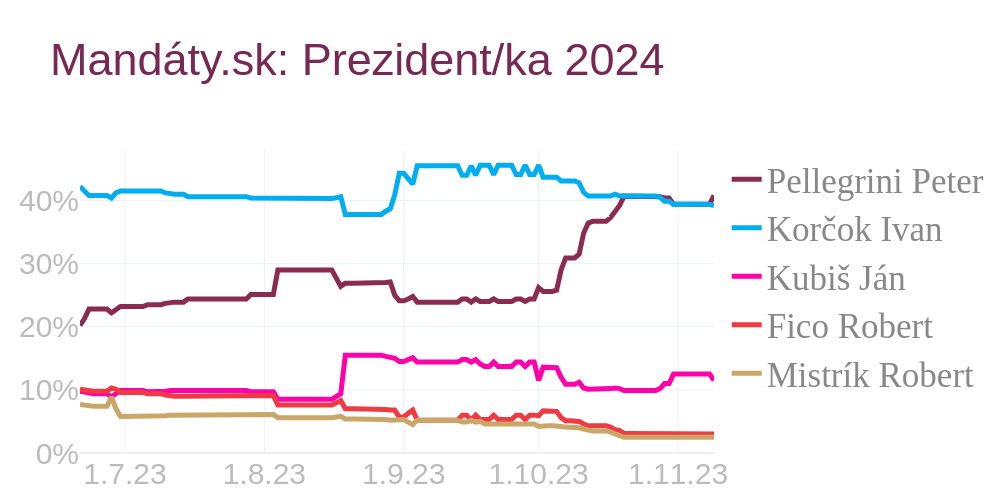 Mandáty.sk: Prezident/ka 2024
40%
30%
20%
10%
0%
1.7.23
1.8.23
1.9.23
1.10.23
1.11.23
Pellegrini Peter
Korčok Ivan
Kubiš Ján
Fico Robert
Mistrík Robert